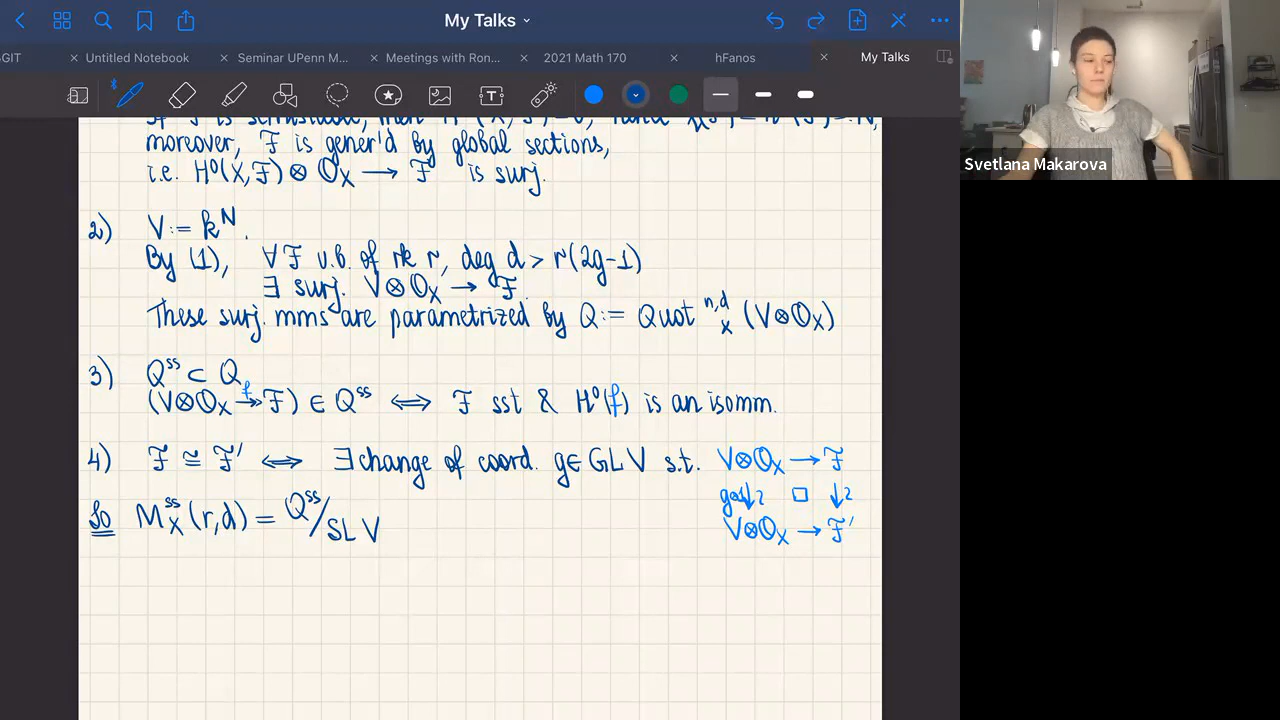 My Talks
GIT
Untitled Notebook
Seminar UPenn M...
Meetings with Ron...
2021 Math 170
hFanos
My Talks
Svetlana Makarova
moreover, F is gener'd by global sections,
i.e. H⁰(X,F) ⊗ O_X → F is surj.
2) V := k^N.
By (1), ∀ F v.b. of rk r, deg d > r(2g-1)
∃ surj. V⊗O_X → F.
These surj. mms are parametrized by Q := Quot^{n,d}_X (V⊗O_X)
3) Q^ss ⊂ Q
(V⊗O_X ↠^f F) ∈ Q^ss ⟺ F sst & H⁰(f) is an isomm.
4) F ≅ F' ⟺ ∃ change of coord. g ∈ GL V s.t. V⊗O_X → F
V⊗O_X → F'
So M^ss_X (r,d) = Q^ss / SL V